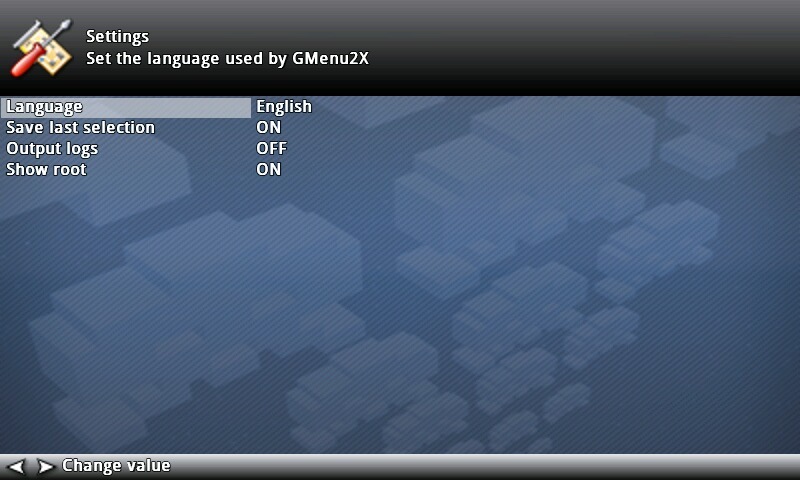 Settings
Set the language used by GMenu2X
Language English
Save last selection ON
Output logs OFF
Show root ON
Change value